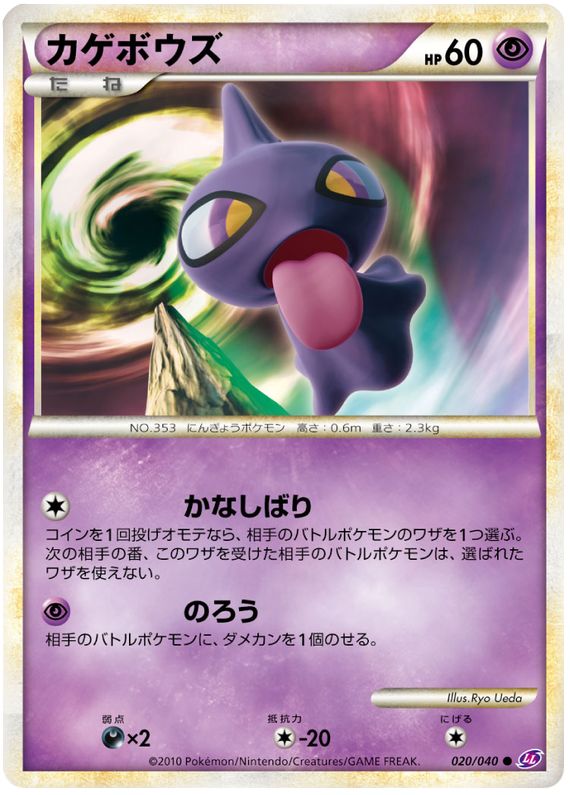 カゲボウズ HP60
たね
NO.353 にんぎょうポケモン 高さ:0.6m 重さ:2.3kg
かなしばり
コインを1回投げオモテなら、相手のバトルポケモンのワザを1つ選ぶ。
次の相手の番、このワザを受けた相手のバトルポケモンは、選ばれた
ワザを使えない。
のろう
相手のバトルポケモンに、ダメカンを1個のせる。
Illus.Ryo Ueda
弱点 抵抗力 にげる
×2 -20
©2010 Pokémon/Nintendo/Creatures/GAME FREAK. 020/040 LL